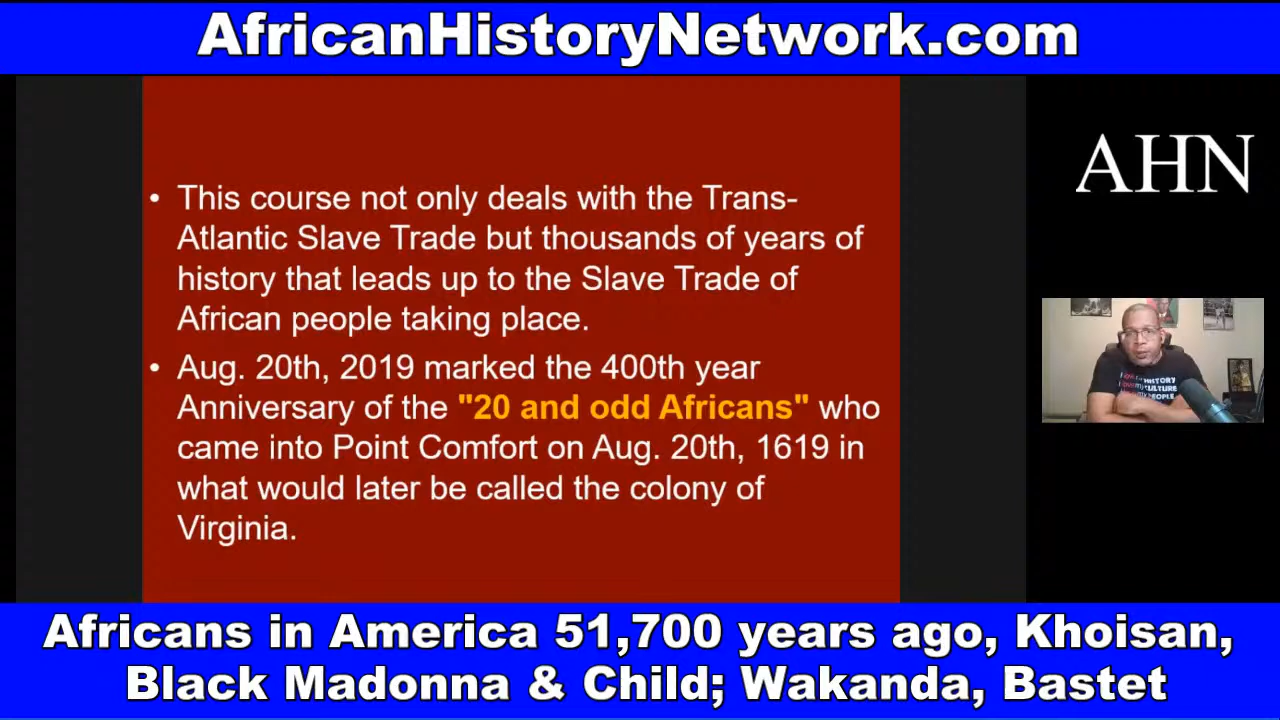 AfricanHistoryNetwork.com
• This course not only deals with the Trans-
Atlantic Slave Trade but thousands of years of
history that leads up to the Slave Trade of
African people taking place.
• Aug. 20th, 2019 marked the 400th year
Anniversary of the "20 and odd Africans" who
came into Point Comfort on Aug. 20th, 1619 in
what would later be called the colony of
Virginia.
AHN
HISTORY
CULTURE
PEOPLE.
Africans in America 51,700 years ago, Khoisan,
Black Madonna & Child; Wakanda, Bastet